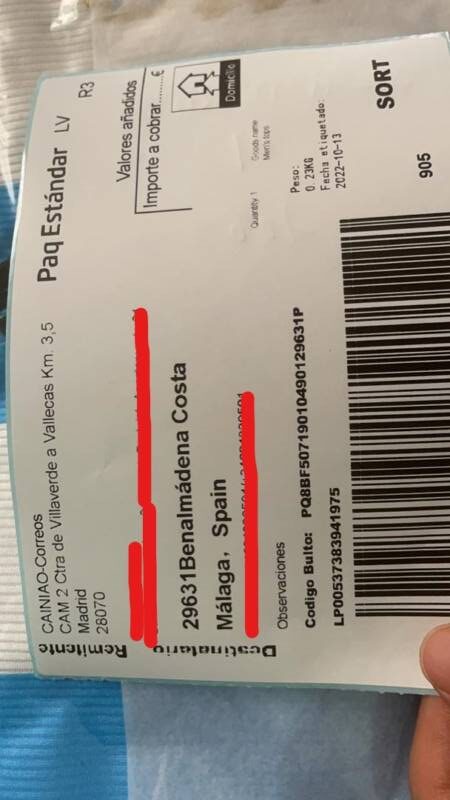 Remitente
CAINIAO-Correos
CAM 2 Ctra de Villaverde a Vallecas Km. 3,5
Madrid
28070
Paq Estándar LV R3
Valores añadidos
Importe a cobrar........€
Domicilio
Destinatario
29631Benalmádena Costa
Málaga, Spain
Quantity 1
Goods name
Men's tops
Observaciones
Peso:
0.23KG
Fecha etiquetado:
2022-10-13
Codigo Bulto: PQ8BF50719010490129631P
LP00537383941975
SORT
905